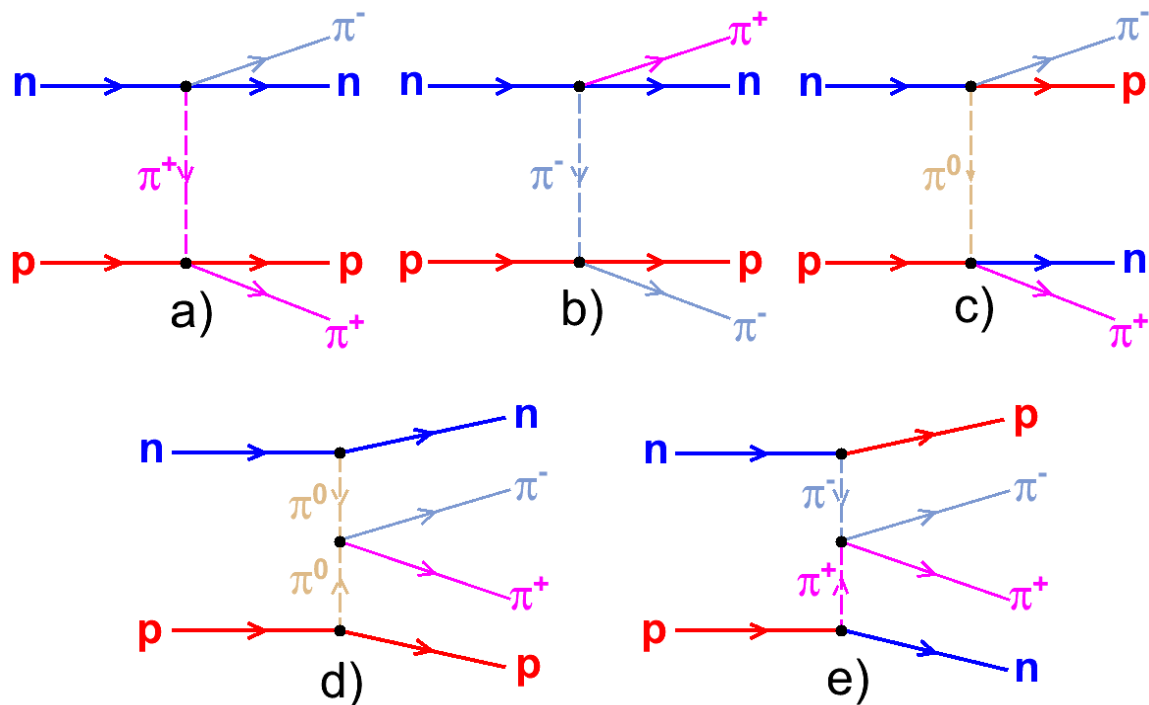 π⁻ π⁺ π⁻
n n n n n p
π⁺ π⁻ π⁰
p p p p p n
a) b) c)
π⁺ π⁻ π⁺
n p
n n
π⁰ π⁻ π⁻ π⁻
π⁰ π⁺
π⁺ π⁺
p p
p n
d) e)